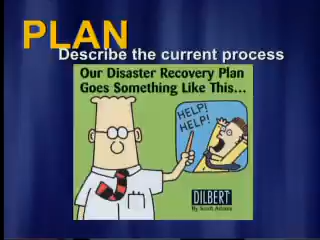 PLAN
Describe the current process
Our Disaster Recovery Plan
Goes Something Like This...
HELP!
HELP!
DILBERT
By Scott Adams